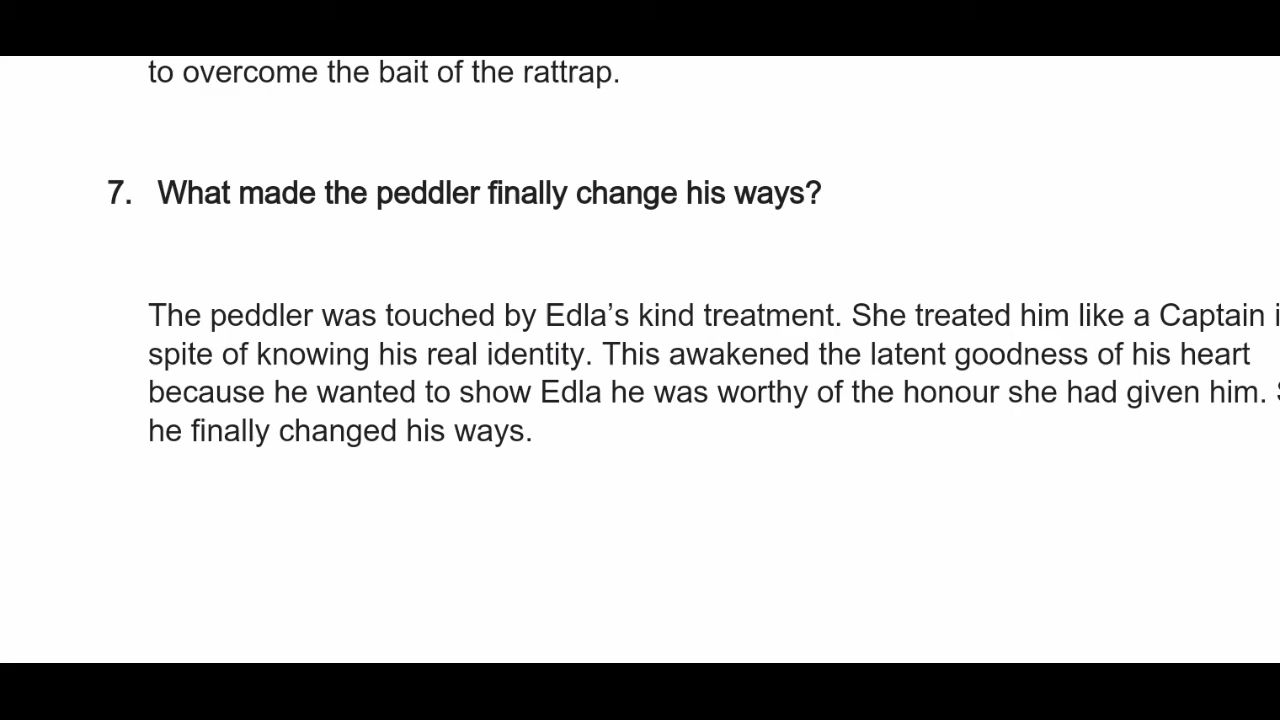 to overcome the bait of the rattrap.
7. What made the peddler finally change his ways?
The peddler was touched by Edla’s kind treatment. She treated him like a Captain
spite of knowing his real identity. This awakened the latent goodness of his heart
because he wanted to show Edla he was worthy of the honour she had given him.
he finally changed his ways.